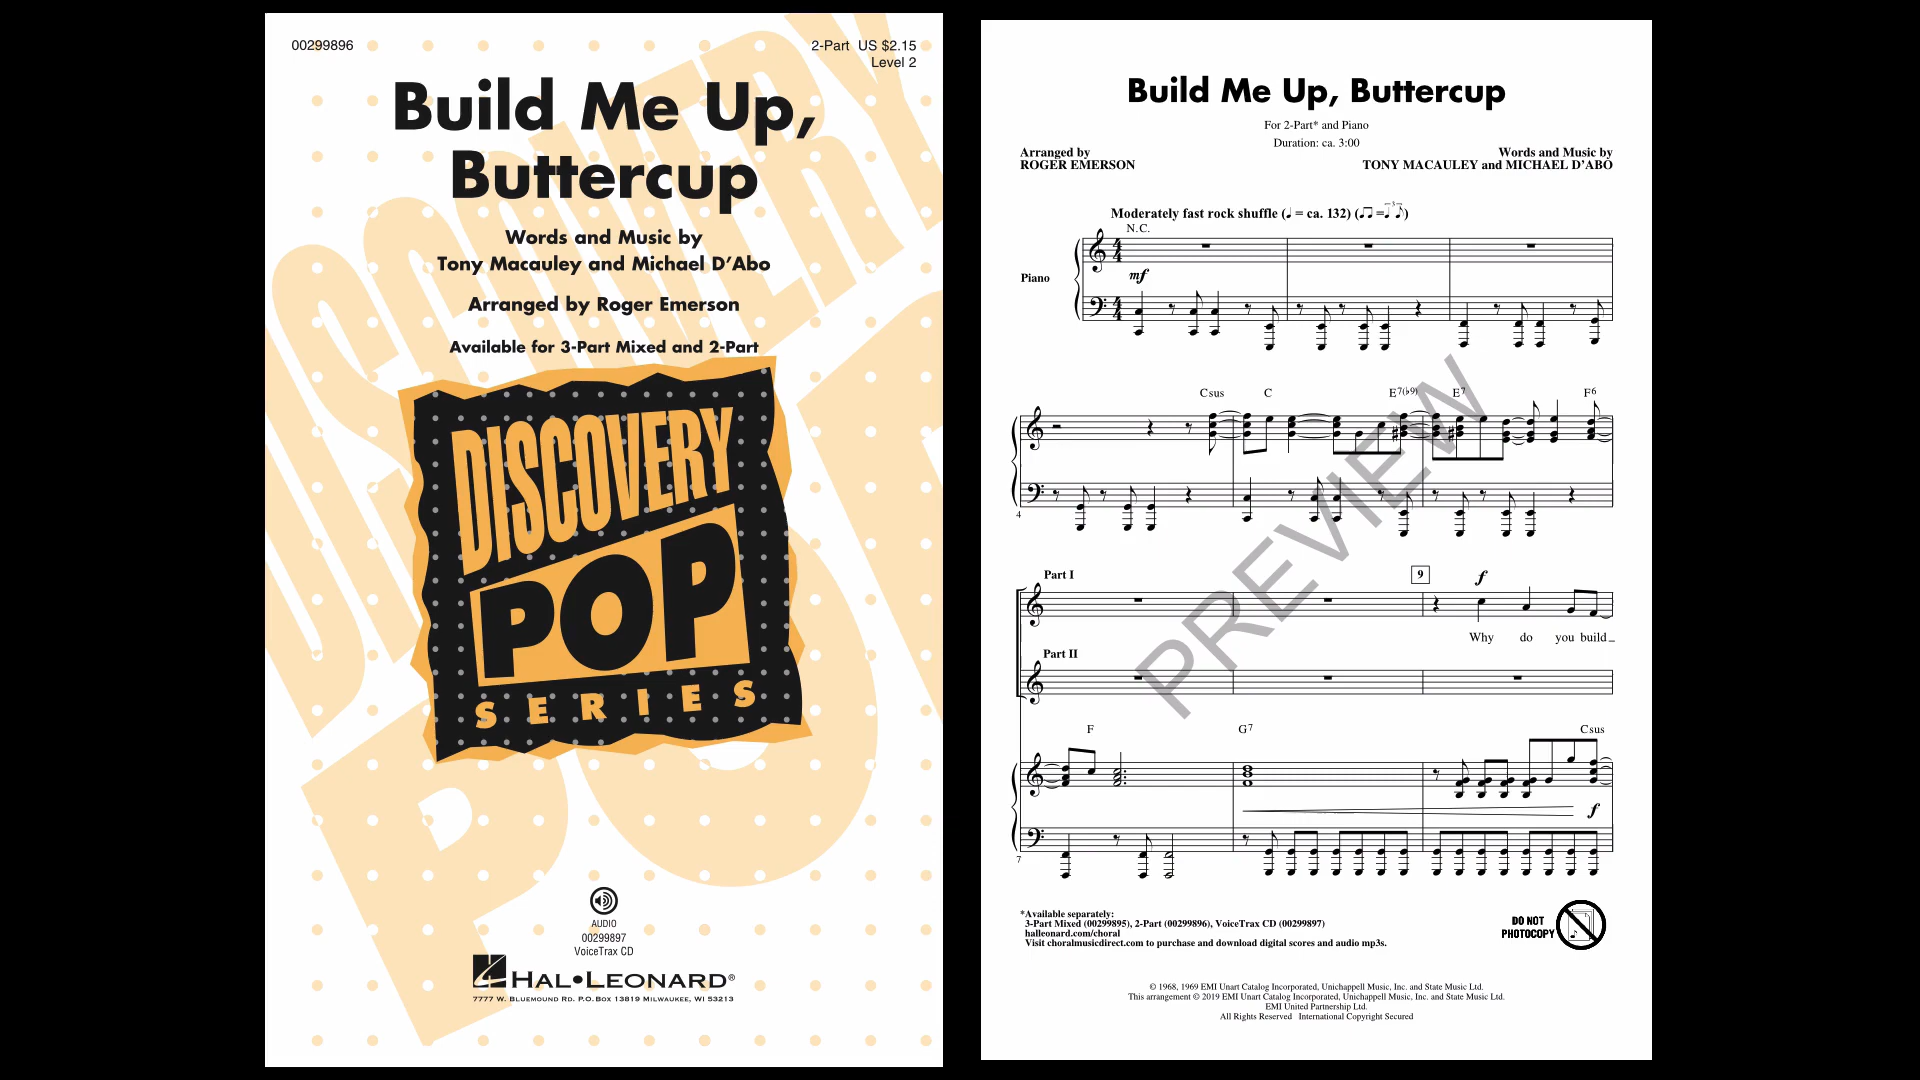 00299896
2-Part US $2.15
Level 2
Build Me Up,
Buttercup
Words and Music by
Tony Macauley and Michael D'Abo
Arranged by Roger Emerson
Available for 3-Part Mixed and 2-Part
DISCOVERY
POP
DISCOVERY
POP
SERIES
AUDIO
00299897
VoiceTrax CD
HAL•LEONARD®
7777 W. BLUEMOUND RD. P.O. BOX 13819 MILWAUKEE, WI 53213
Build Me Up, Buttercup
For 2-Part* and Piano
Duration: ca. 3:00
Arranged by
ROGER EMERSON
Words and Music by
TONY MACAULEY and MICHAEL D'ABO
Moderately fast rock shuffle (♩ = ca. 132) (♫ = ♩ ♪)
3
N.C.
Piano
mf
Csus C E7(♭9) E7 F6
4
PREVIEW
Part I
9
f
Why do you build _
Part II
F G7 Csus
f
7
*Available separately:
3-Part Mixed (00299895), 2-Part (00299896), VoiceTrax CD (00299897)
halleonard.com/choral
Visit choralmusicdirect.com to purchase and download digital scores and audio mp3s.
DO NOT
PHOTOCOPY
© 1968, 1969 EMI Unart Catalog Incorporated, Unichappell Music, Inc. and State Music Ltd.
This arrangement © 2019 EMI Unart Catalog Incorporated, Unichappell Music, Inc. and State Music Ltd.
EMI United Partnership Ltd.
All Rights Reserved International Copyright Secured